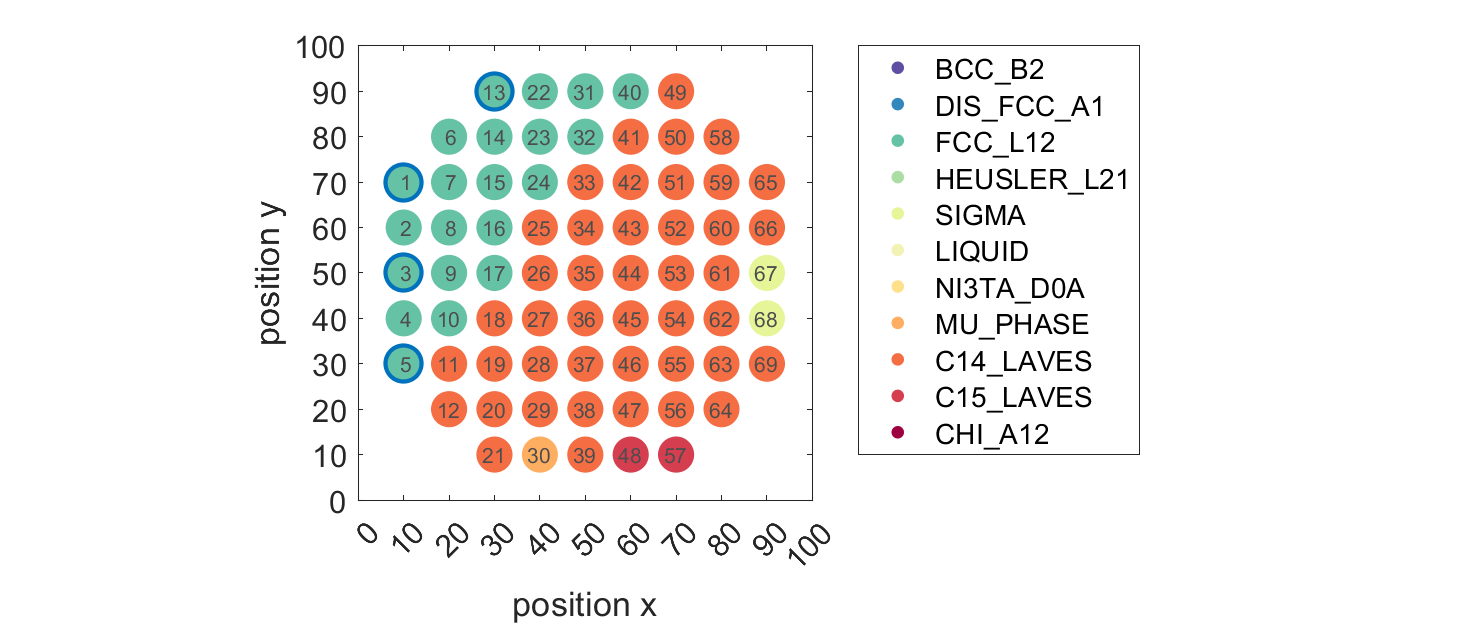 100
90
80
70
60
50
40
30
20
10
0
position y
13 22 31 40 49
6 14 23 32 41 50 58
1 7 15 24 33 42 51 59 65
2 8 16 25 34 43 52 60 66
3 9 17 26 35 44 53 61 67
4 10 18 27 36 45 54 62 68
5 11 19 28 37 46 55 63 69
12 20 29 38 47 56 64
21 30 39 48 57
0 10 20 30 40 50 60 70 80 90 100
position x
BCC_B2
DIS_FCC_A1
FCC_L12
HEUSLER_L21
SIGMA
LIQUID
NI3TA_D0A
MU_PHASE
C14_LAVES
C15_LAVES
CHI_A12